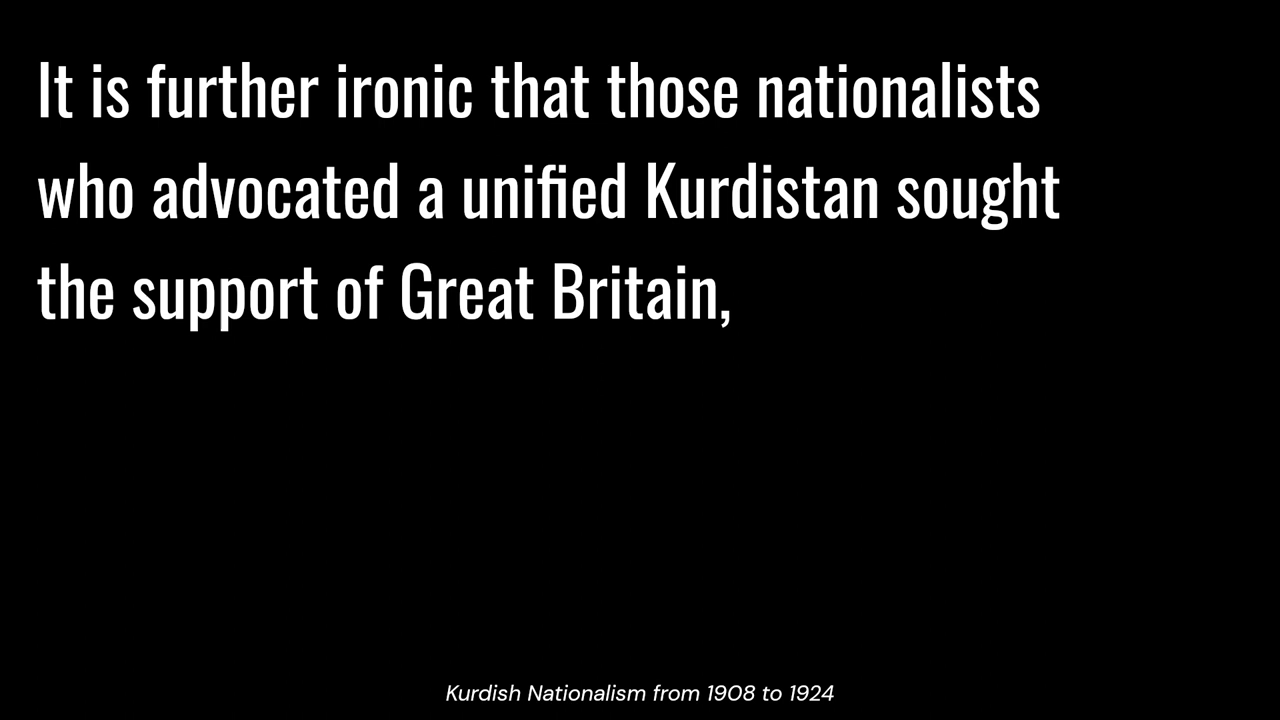 It is further ironic that those nationalists
who advocated a unified Kurdistan sought
the support of Great Britain,
Kurdish Nationalism from 1908 to 1924